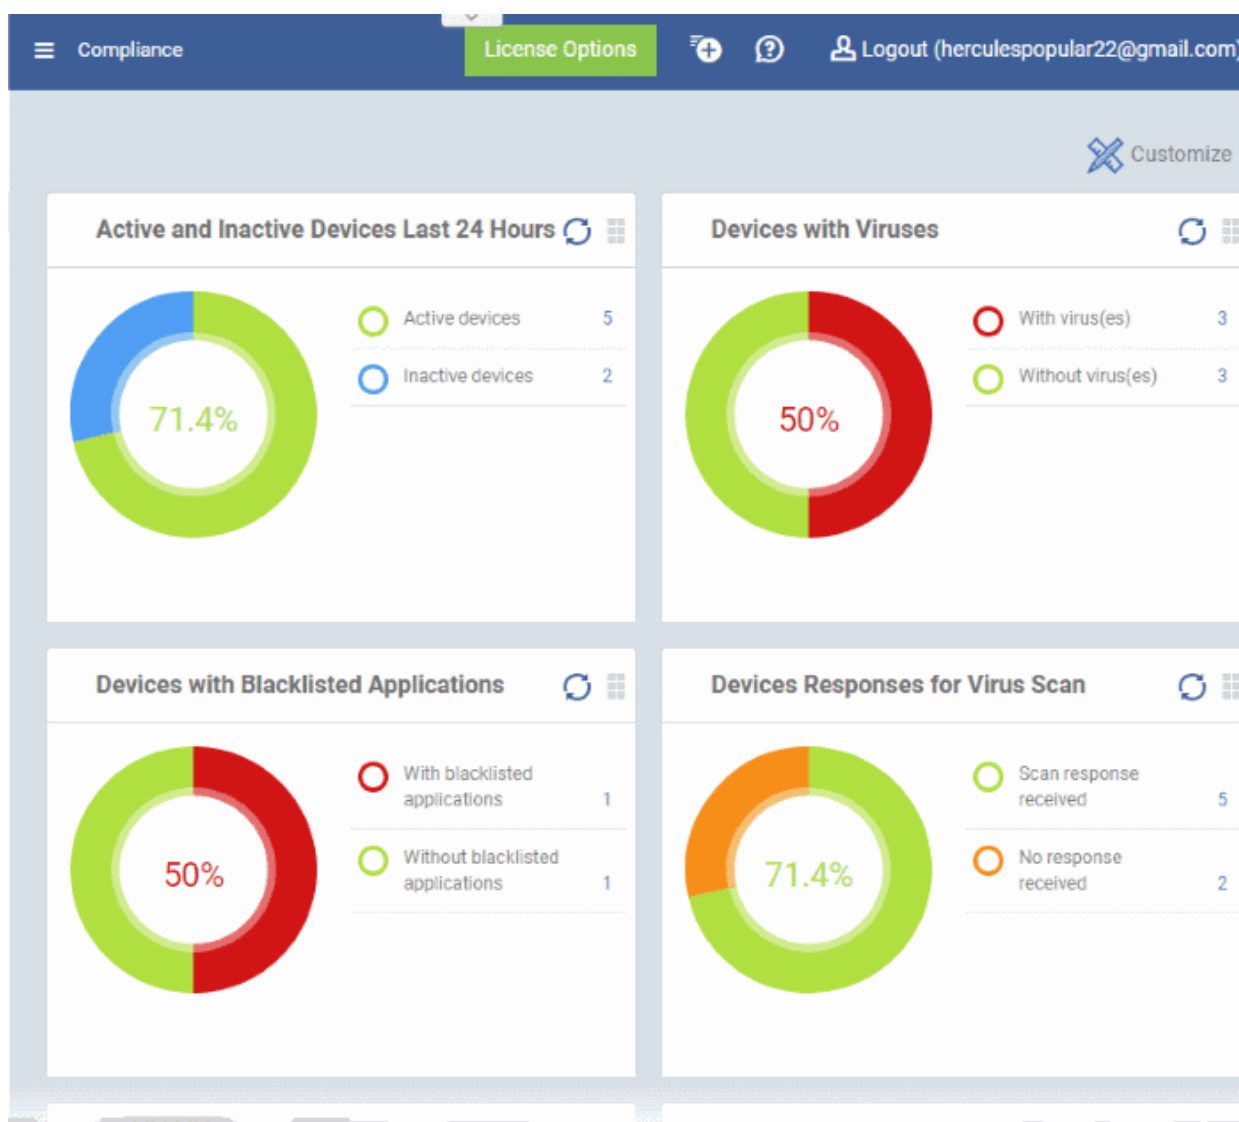 Compliance
License Options
Logout (herculespopular22@gmail.com)
Customize
Active and Inactive Devices Last 24 Hours
Active devices 5
Inactive devices 2
71.4%
Devices with Viruses
With virus(es) 3
Without virus(es) 3
50%
Devices with Blacklisted Applications
With blacklisted
applications 1
Without blacklisted
applications 1
50%
Devices Responses for Virus Scan
Scan response
received 5
No response
received 2
71.4%